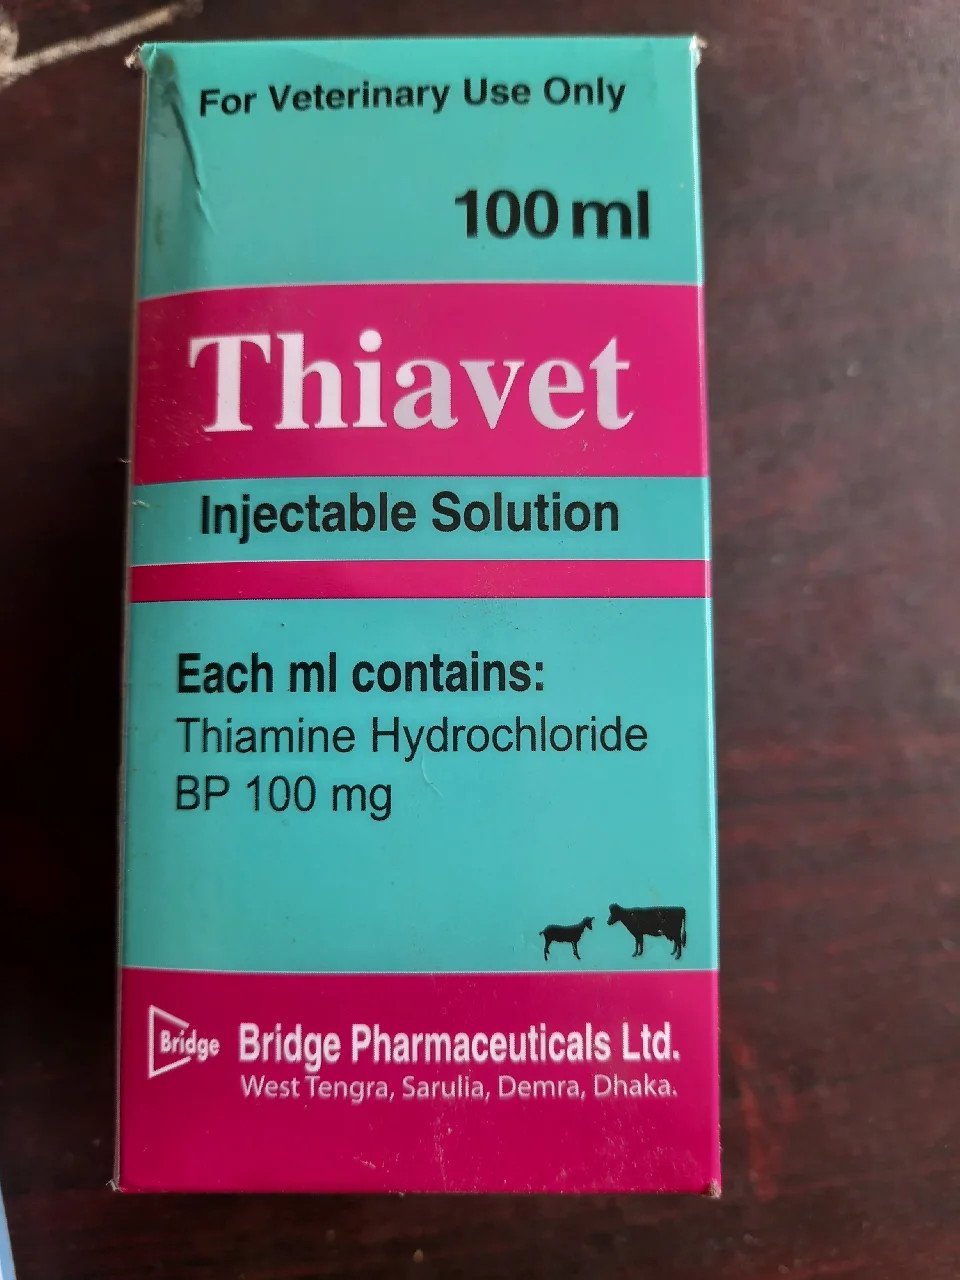 For Veterinary Use Only
100 ml
Thiavet
Injectable Solution
Each ml contains:
Thiamine Hydrochloride
BP 100 mg
Bridge
Bridge Pharmaceuticals Ltd.
West Tengra, Sarulia, Demra, Dhaka.